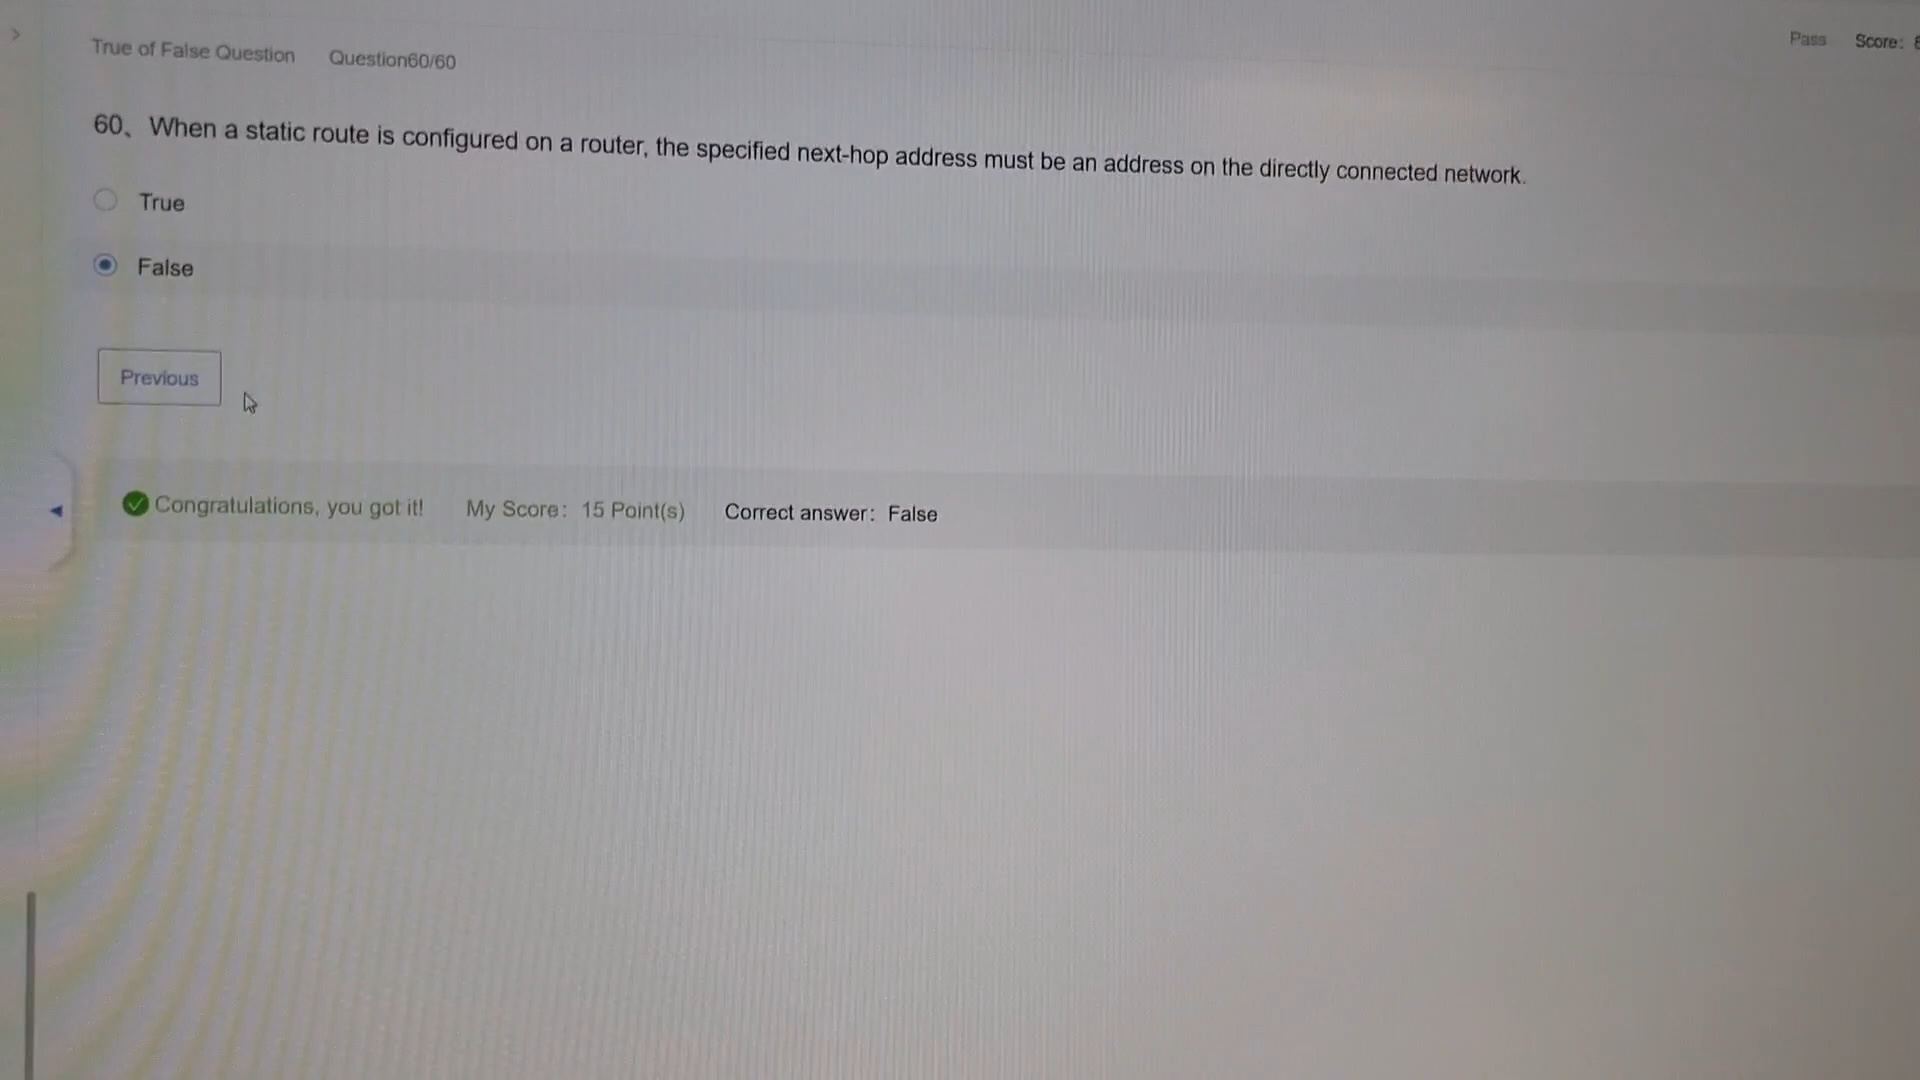 True of False Question Question60/60
Pass Score:
60、When a static route is configured on a router, the specified next-hop address must be an address on the directly connected network.
True
False
Previous
Congratulations, you got it! My Score: 15 Point(s) Correct answer: False